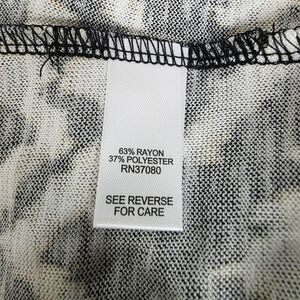 63% RAYON
37% POLYESTER
RN37080
SEE REVERSE
FOR CARE